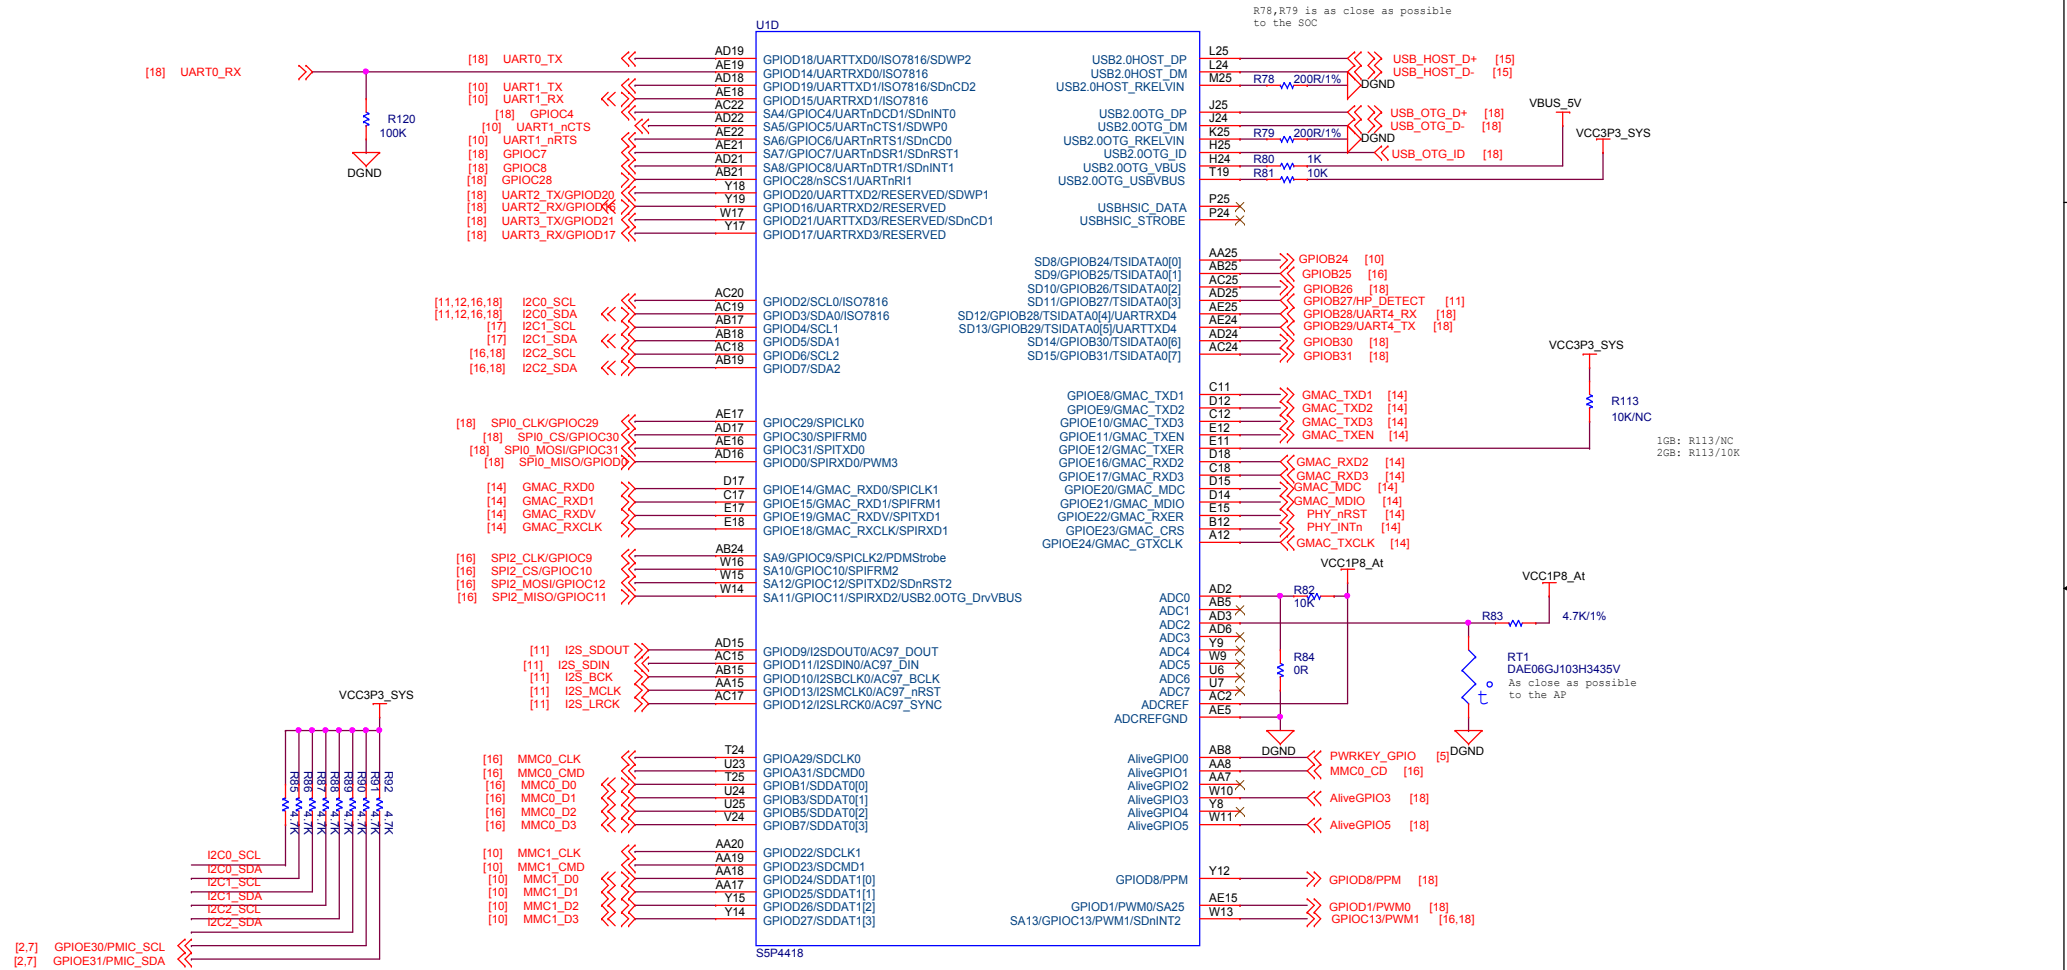 R78,R79 is as close as possible
to the SOC
U1D
[18] UART0_RX
R120
100K
DGND
[18] UART0_TX AD19 GPIOD18/UARTTXD0/ISO7816/SDWP2
AE19 GPIOD14/UARTRXD0/ISO7816
[10] UART1_TX AD18 GPIOD19/UARTTXD1/ISO7816/SDnCD2
[10] UART1_RX AE18 GPIOD15/UARTRXD1/ISO7816
[18] GPIOC4 AC22 SA4/GPIOC4/UARTnDCD1/SDnINT0
[10] UART1_nCTS AD22 SA5/GPIOC5/UARTnCTS1/SDWP0
[10] UART1_nRTS AE22 SA6/GPIOC6/UARTnRTS1/SDnCD0
[18] GPIOC7 AE21 SA7/GPIOC7/UARTnDSR1/SDnRST1
[18] GPIOC8 AD21 SA8/GPIOC8/UARTnDTR1/SDnINT1
[18] GPIOC28 AB21 GPIOC28/nSCS1/UARTnRI1
[18] UART2_TX/GPIOD20 Y18 GPIOD20/UARTTXD2/RESERVED/SDWP1
[18] UART2_RX/GPIOD16 Y19 GPIOD16/UARTRXD2/RESERVED
[18] UART3_TX/GPIOD21 W17 GPIOD21/UARTTXD3/RESERVED/SDnCD1
[18] UART3_RX/GPIOD17 Y17 GPIOD17/UARTRXD3/RESERVED
[11,12,16,18] I2C0_SCL AC20 GPIOD2/SCL0/ISO7816
[11,12,16,18] I2C0_SDA AC19 GPIOD3/SDA0/ISO7816
[17] I2C1_SCL AB17 GPIOD4/SCL1
[17] I2C1_SDA AB18 GPIOD5/SDA1
[16,18] I2C2_SCL AC18 GPIOD6/SCL2
[16,18] I2C2_SDA AB19 GPIOD7/SDA2
[18] SPI0_CLK/GPIOC29 AE17 GPIOC29/SPICLK0
[18] SPI0_CS/GPIOC30 AD17 GPIOC30/SPIFRM0
[18] SPI0_MOSI/GPIOC31 AE16 GPIOC31/SPITXD0
[18] SPI0_MISO/GPIOD0 AD16 GPIOD0/SPIRXD0/PWM3
[14] GMAC_RXD0 D17 GPIOE14/GMAC_RXD0/SPICLK1
[14] GMAC_RXD1 C17 GPIOE15/GMAC_RXD1/SPIFRM1
[14] GMAC_RXDV E17 GPIOE19/GMAC_RXDV/SPITXD1
[14] GMAC_RXCLK E18 GPIOE18/GMAC_RXCLK/SPIRXD1
[16] SPI2_CLK/GPIOC9 AB24 SA9/GPIOC9/SPICLK2/PDMStrobe
[16] SPI2_CS/GPIOC10 W16 SA10/GPIOC10/SPIFRM2
[16] SPI2_MOSI/GPIOC12 W15 SA12/GPIOC12/SPITXD2/SDnRST2
[16] SPI2_MISO/GPIOC11 W14 SA11/GPIOC11/SPIRXD2/USB2.0OTG_DrvVBUS
[11] I2S_SDOUT AD15 GPIOD9/I2SDOUT0/AC97_DOUT
[11] I2S_SDIN AC15 GPIOD11/I2SDIN0/AC97_DIN
[11] I2S_BCK AB15 GPIOD10/I2SBCLK0/AC97_BCLK
[11] I2S_MCLK AA15 GPIOD13/I2SMCLK0/AC97_nRST
[11] I2S_LRCK AC17 GPIOD12/I2SLRCK0/AC97_SYNC
[16] MMC0_CLK T24 GPIOA29/SDCLK0
[16] MMC0_CMD U23 GPIOA31/SDCMD0
[16] MMC0_D0 T25 GPIOB1/SDDAT0[0]
[16] MMC0_D1 U24 GPIOB3/SDDAT0[1]
[16] MMC0_D2 U25 GPIOB5/SDDAT0[2]
[16] MMC0_D3 V24 GPIOB7/SDDAT0[3]
[10] MMC1_CLK AA20 GPIOD22/SDCLK1
[10] MMC1_CMD AA19 GPIOD23/SDCMD1
[10] MMC1_D0 AA18 GPIOD24/SDDAT1[0]
[10] MMC1_D1 AA17 GPIOD25/SDDAT1[1]
[10] MMC1_D2 Y15 GPIOD26/SDDAT1[2]
[10] MMC1_D3 Y14 GPIOD27/SDDAT1[3]
S5P4418
VCC3P3_SYS
R85 4.7K
R86 4.7K
R87 4.7K
R88 4.7K
R89 4.7K
R90 4.7K
R91 4.7K
R92 4.7K
I2C0_SCL
I2C0_SDA
I2C1_SCL
I2C1_SDA
I2C2_SCL
I2C2_SDA
[2,7] GPIOE30/PMIC_SCL
[2,7] GPIOE31/PMIC_SDA
USB2.0HOST_DP L25 USB_HOST_D+ [15]
USB2.0HOST_DM L24 USB_HOST_D- [15]
USB2.0HOST_RKELVIN M25 R78 200R/1% DGND
USB2.0OTG_DP J25 USB_OTG_D+ [18]
USB2.0OTG_DM J24 USB_OTG_D- [18]
USB2.0OTG_RKELVIN K25 R79 200R/1% DGND
USB2.0OTG_ID H25 USB_OTG_ID [18]
USB2.0OTG_VBUS H24 R80 1K VBUS_5V
USB2.0OTG_USBVBUS T19 R81 10K VCC3P3_SYS
USBHSIC_DATA P25
USBHSIC_STROBE P24
SD8/GPIOB24/TSIDATA0[0] AA25 GPIOB24 [10]
SD9/GPIOB25/TSIDATA0[1] AB25 GPIOB25 [16]
SD10/GPIOB26/TSIDATA0[2] AC25 GPIOB26 [18]
SD11/GPIOB27/TSIDATA0[3] AD25 GPIOB27/HP_DETECT [11]
SD12/GPIOB28/TSIDATA0[4]/UARTRXD4 AE25 GPIOB28/UART4_RX [18]
SD13/GPIOB29/TSIDATA0[5]/UARTTXD4 AE24 GPIOB29/UART4_TX [18]
SD14/GPIOB30/TSIDATA0[6] AD24 GPIOB30 [18]
SD15/GPIOB31/TSIDATA0[7] AC24 GPIOB31 [18]
VCC3P3_SYS
R113
10K/NC
1GB: R113/NC
2GB: R113/10K
GPIOE8/GMAC_TXD1 C11 GMAC_TXD1 [14]
GPIOE9/GMAC_TXD2 D12 GMAC_TXD2 [14]
GPIOE10/GMAC_TXD3 C12 GMAC_TXD3 [14]
GPIOE11/GMAC_TXEN E12 GMAC_TXEN [14]
GPIOE12/GMAC_TXER E11
GPIOE16/GMAC_RXD2 D18 GMAC_RXD2 [14]
GPIOE17/GMAC_RXD3 C18 GMAC_RXD3 [14]
GPIOE20/GMAC_MDC D15 GMAC_MDC [14]
GPIOE21/GMAC_MDIO D14 GMAC_MDIO [14]
GPIOE22/GMAC_RXER E15 PHY_nRST [14]
GPIOE23/GMAC_CRS B12 PHY_INTn [14]
GPIOE24/GMAC_GTXCLK A12 GMAC_TXCLK [14]
VCC1P8_At
VCC1P8_At
ADC0 AD2 R82 10K
ADC1 AB5
ADC2 AD3 R83 4.7K/1%
ADC3 AD6
ADC4 Y9
ADC5 W9
ADC6 U6
ADC7 U7
ADCREF AC2
ADCREFGND AE5
R84
0R
DGND
RT1
DAE06GJ103H3435V
As close as possible
to the AP
t°
DGND
AliveGPIO0 AB8 PWRKEY_GPIO [5]
AliveGPIO1 AA8 MMC0_CD [16]
AliveGPIO2 AA7
AliveGPIO3 W10 AliveGPIO3 [18]
AliveGPIO4 Y8
AliveGPIO5 W11 AliveGPIO5 [18]
GPIOD8/PPM Y12 GPIOD8/PPM [18]
GPIOD1/PWM0/SA25 AE15 GPIOD1/PWM0 [18]
SA13/GPIOC13/PWM1/SDnINT2 W13 GPIOC13/PWM1 [16,18]